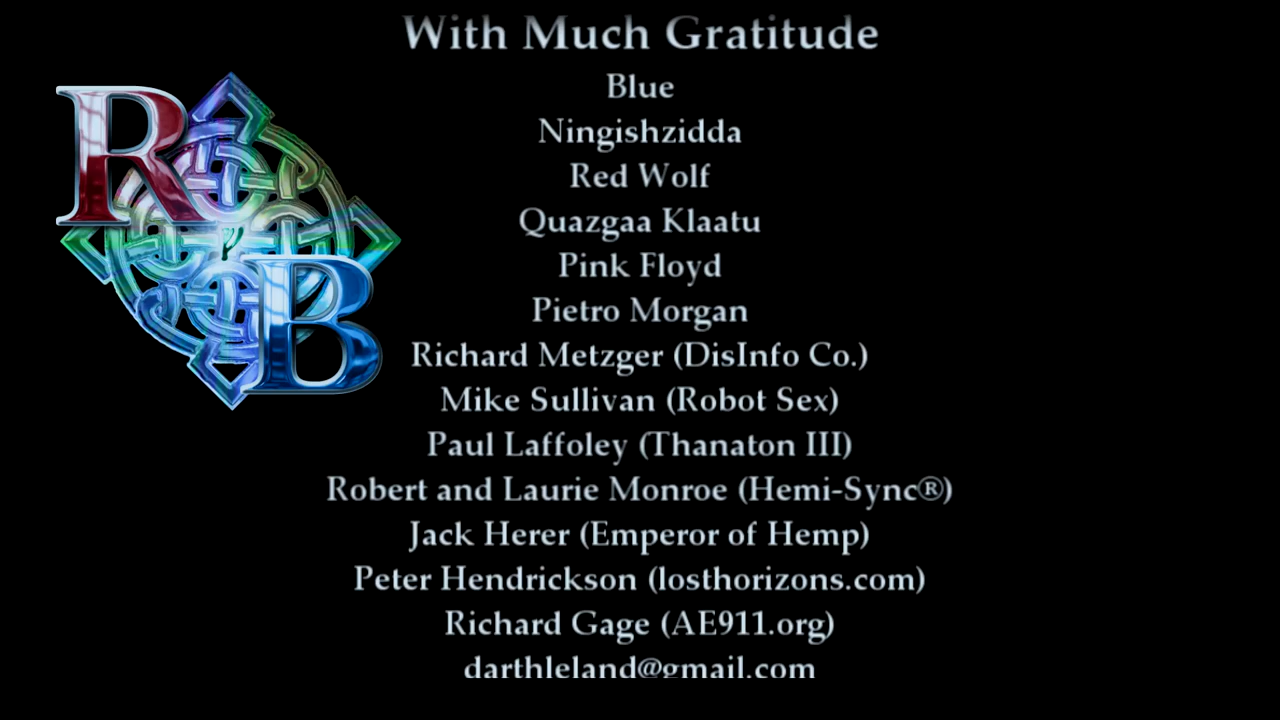 With Much Gratitude
Blue
Ningishzidda
Red Wolf
Quazgaa Klaatu
Pink Floyd
Pietro Morgan
Richard Metzger (DisInfo Co.)
Mike Sullivan (Robot Sex)
Paul Laffoley (Thanaton III)
Robert and Laurie Monroe (Hemi-Sync®)
Jack Herer (Emperor of Hemp)
Peter Hendrickson (losthorizons.com)
Richard Gage (AE911.org)
darthleland@gmail.com
R
B